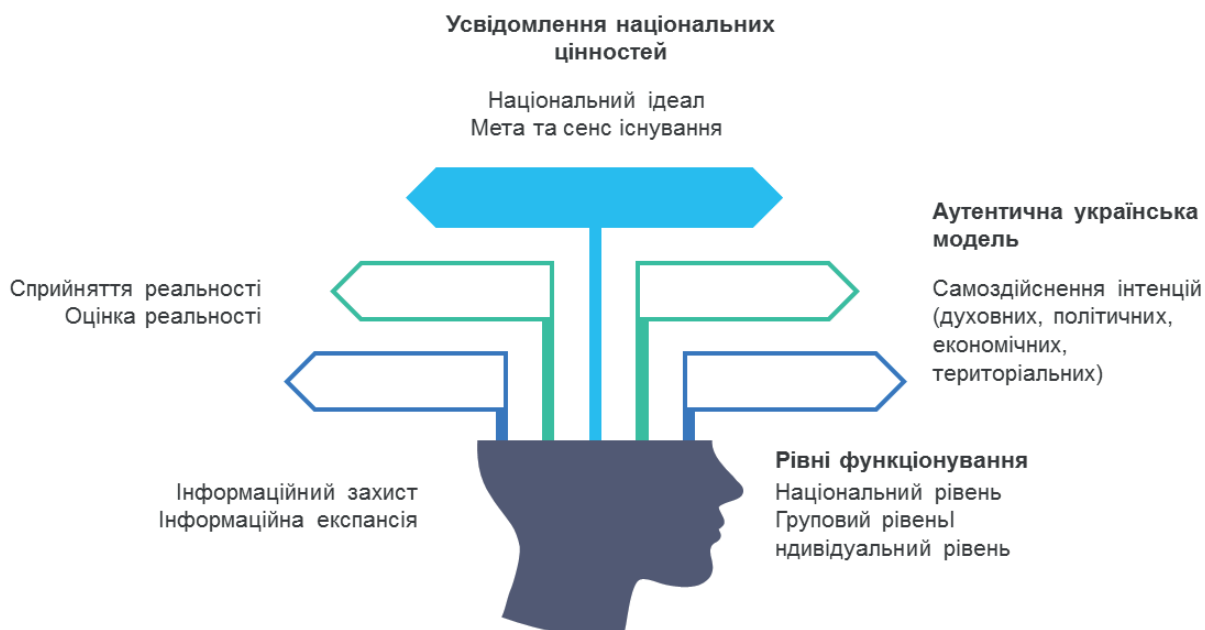 Усвідомлення національних
цінностей
Національний ідеал
Мета та сенс існування
Сприйняття реальності
Оцінка реальності
Аутентична українська
модель
Самоздійснення інтенцій
(духовних, політичних,
економічних,
територіальних)
Інформаційний захист
Інформаційна експансія
Рівні функціонування
Національний рівень
Груповий рівеньІ
ндивідуальний рівень